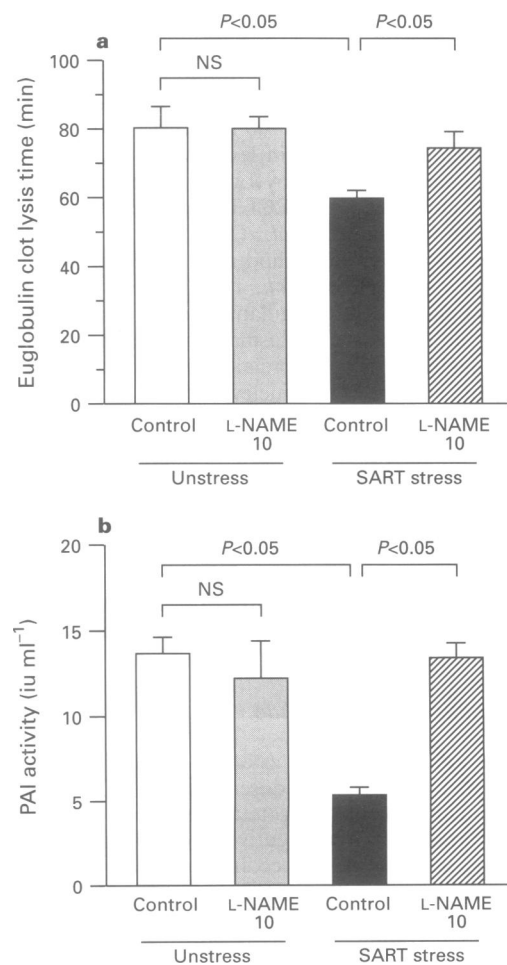 a
P<0.05
P<0.05
NS
Euglobulin clot lysis time (min)
100
80
60
40
20
0
Control
L-NAME
10
Control
L-NAME
10
Unstress
SART stress
b
P<0.05
P<0.05
NS
PAI activity (iu ml⁻¹)
20
15
10
5
0
Control
L-NAME
10
Control
L-NAME
10
Unstress
SART stress